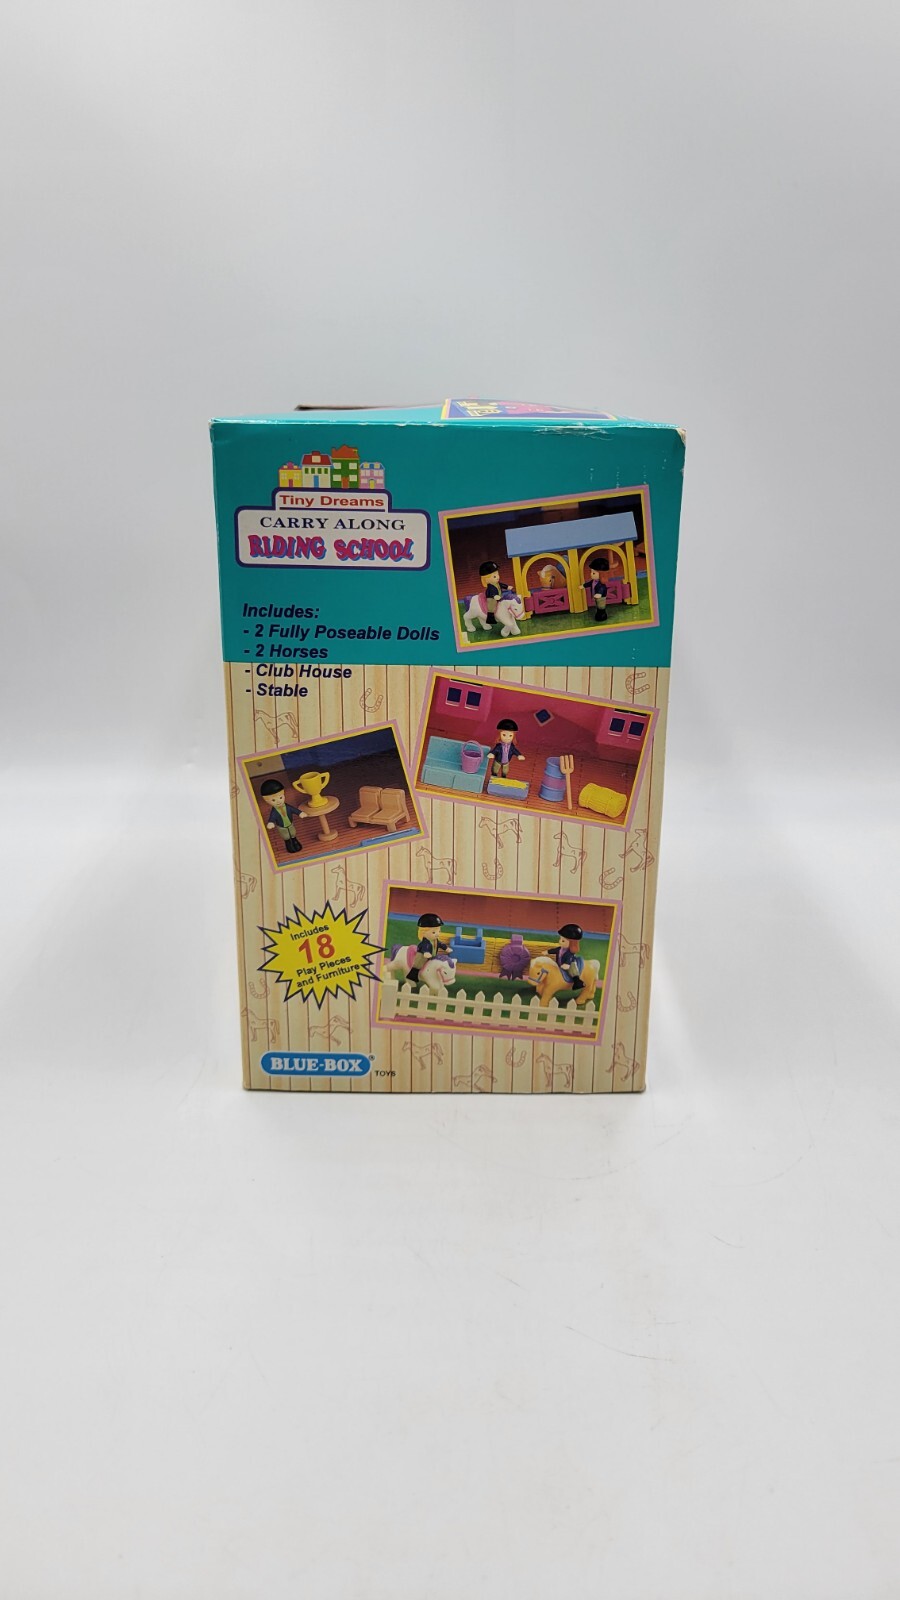 Tiny Dreams
CARRY ALONG
RIDING SCHOOL
Includes:
- 2 Fully Poseable Dolls
- 2 Horses
- Club House
- Stable
Includes
18
Play Pieces
and Furniture
BLUE-BOX®
TOYS